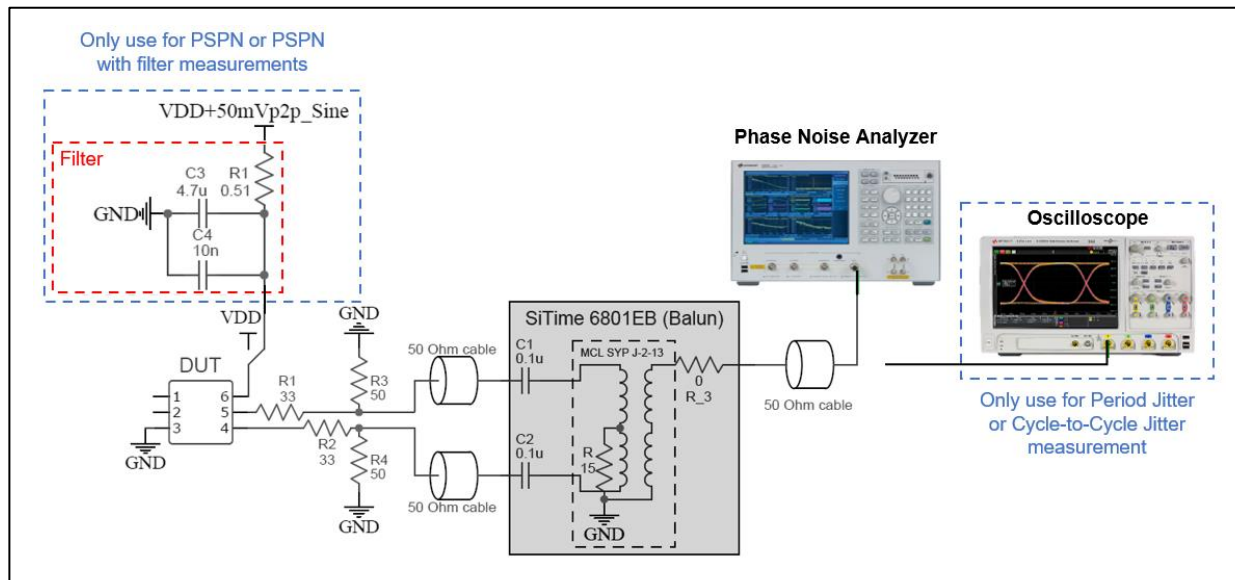 Only use for PSPN or PSPN
with filter measurements
VDD+50mVp2p_Sine
Filter
C3
4.7u
R1
0.51
GND
C4
10n
VDD
DUT
1
2
3
6
5
4
GND
R1
33
R2
33
GND
R3
50
R4
50
GND
50 Ohm cable
50 Ohm cable
SiTime 6801EB (Balun)
C1
0.1u
MCL SYP J-2-13
C2
0.1u
R
15
GND
0
R_3
50 Ohm cable
Phase Noise Analyzer
Oscilloscope
Only use for Period Jitter
or Cycle-to-Cycle Jitter
measurement